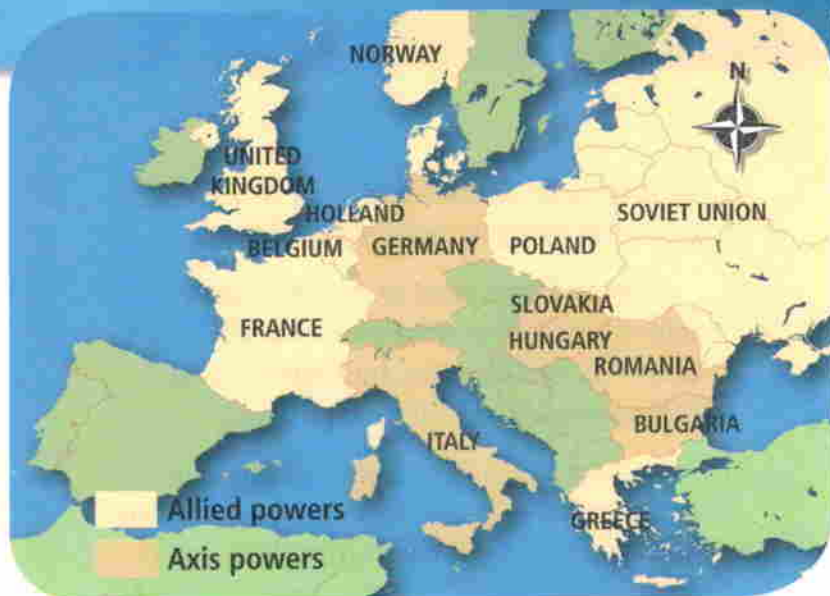 NORWAY
N
UNITED
KINGDOM
HOLLAND
SOVIET UNION
BELGIUM
GERMANY
POLAND
SLOVAKIA
FRANCE
HUNGARY
ROMANIA
ITALY
BULGARIA
GREECE
Allied powers
Axis powers